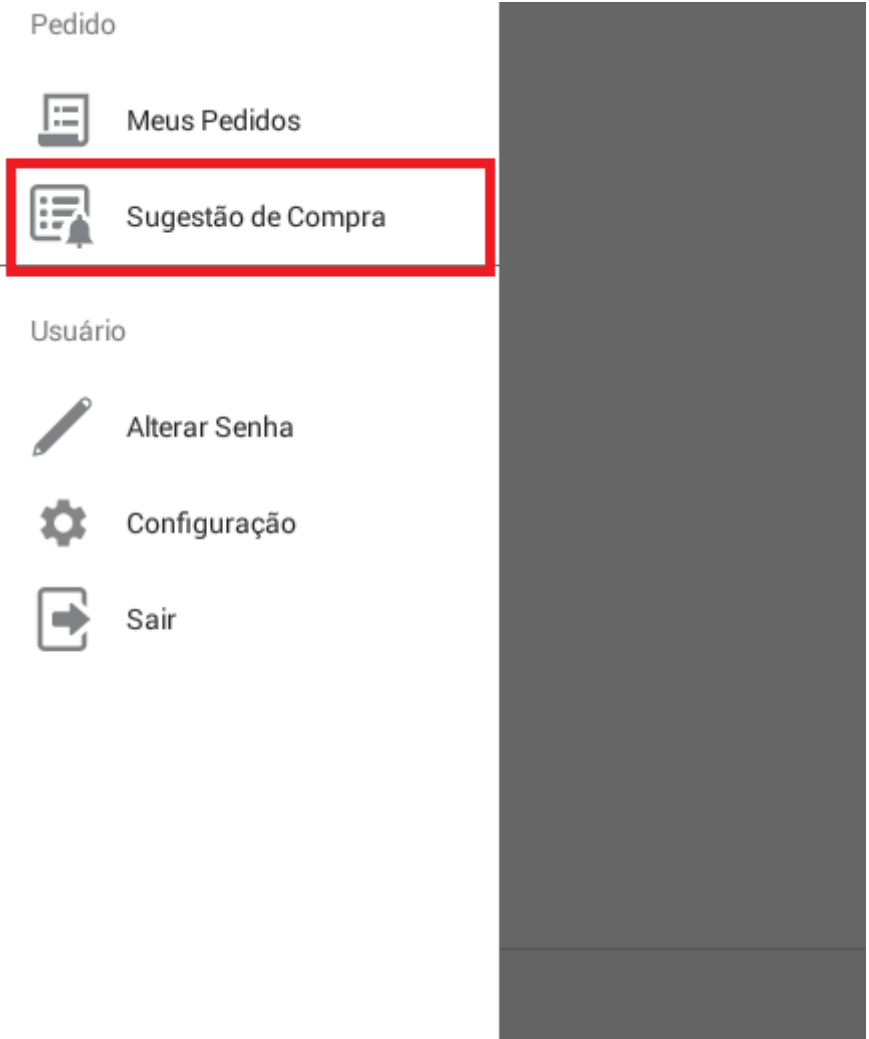 Pedido
Meus Pedidos
Sugestão de Compra
Usuário
Alterar Senha
Configuração
Sair